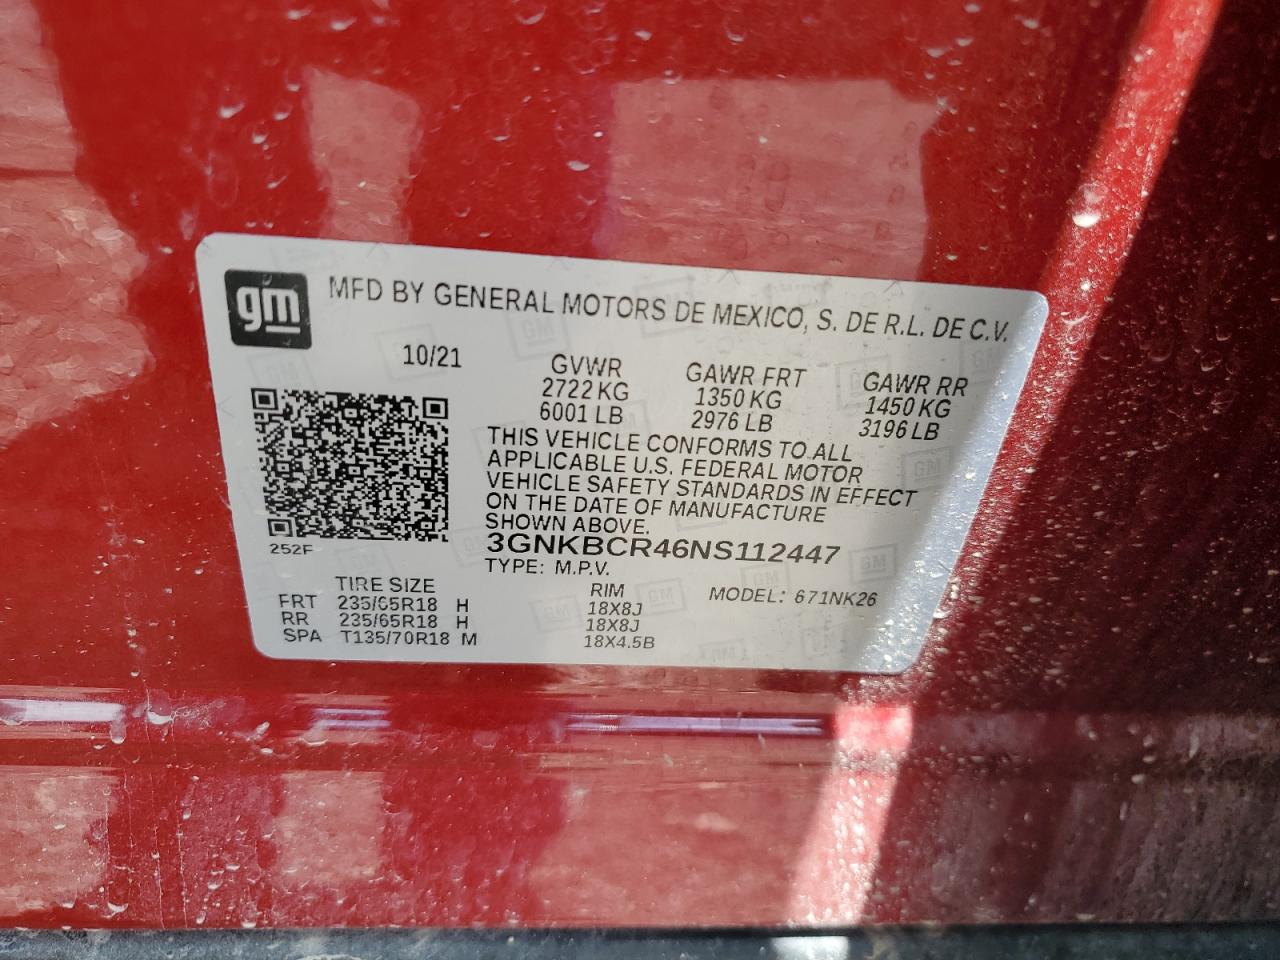 gm
MFD BY GENERAL MOTORS DE MEXICO, S. DE R.L. DE C.V.
10/21
GVWR GAWR FRT GAWR RR
2722 KG 1350 KG 1450 KG
6001 LB 2976 LB 3196 LB
THIS VEHICLE CONFORMS TO ALL
APPLICABLE U.S. FEDERAL MOTOR
VEHICLE SAFETY STANDARDS IN EFFECT
ON THE DATE OF MANUFACTURE
SHOWN ABOVE.
252F
3GNKBCR46NS112447
TYPE: M.P.V.
TIRE SIZE RIM MODEL: 671NK26
FRT 235/65R18 H 18X8J
RR 235/65R18 H 18X8J
SPA T135/70R18 M 18X4.5B